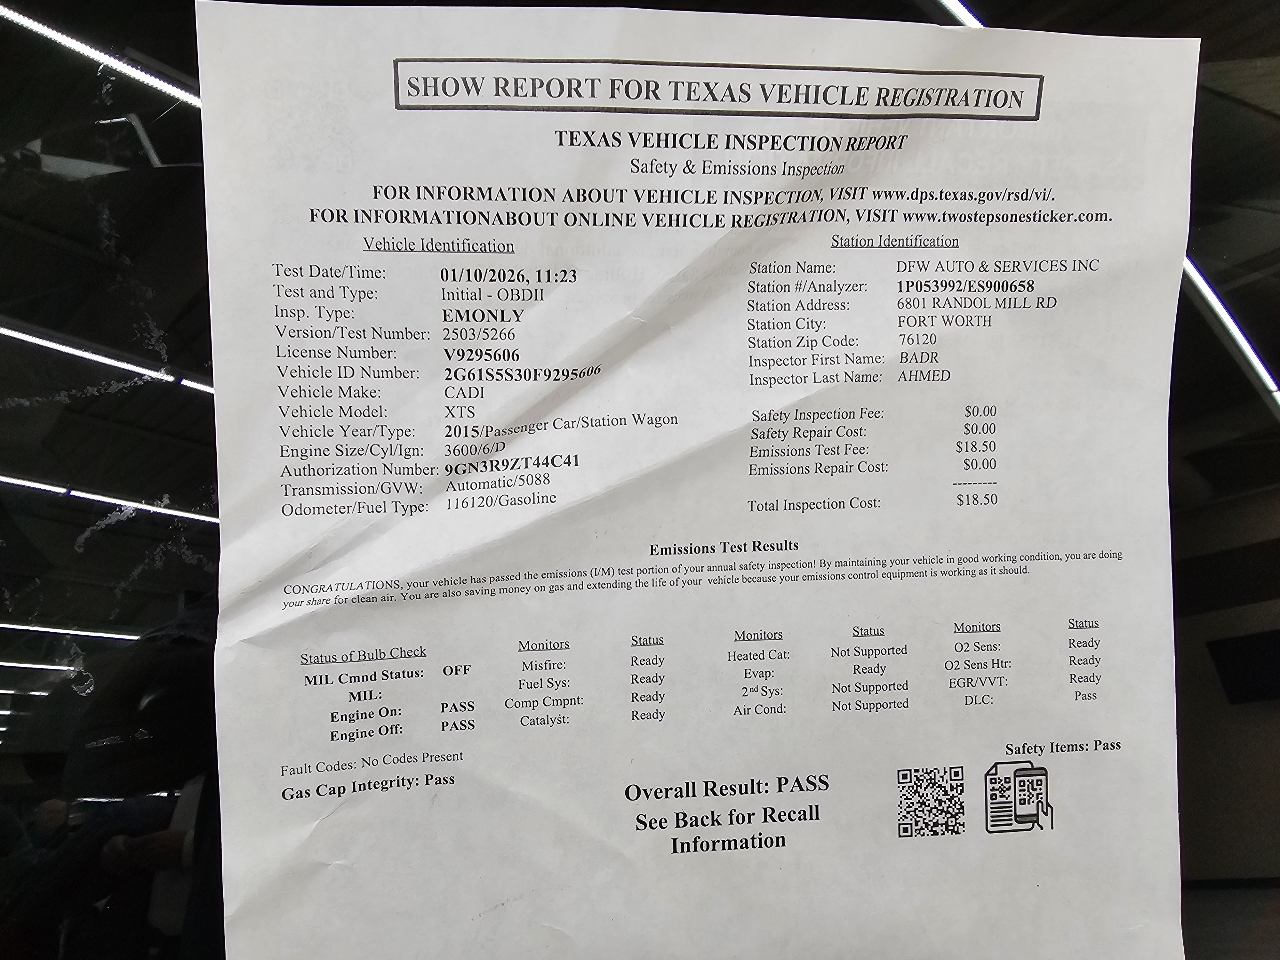 SHOW REPORT FOR TEXAS VEHICLE REGISTRATION
TEXAS VEHICLE INSPECTION REPORT
Safety & Emissions Inspection
FOR INFORMATION ABOUT VEHICLE INSPECTION, VISIT www.dps.texas.gov/rsd/vi/.
FOR INFORMATIONABOUT ONLINE VEHICLE REGISTRATION, VISIT www.twostepsonesticker.com.
Vehicle Identification
Test Date/Time: 01/10/2026, 11:23
Test and Type: Initial - OBDII
Insp. Type: EMONLY
Version/Test Number: 2503/5266
License Number: V9295606
Vehicle ID Number: 2G61S5S30F9295606
Vehicle Make: CADI
Vehicle Model: XTS
Vehicle Year/Type: 2015/Passenger Car/Station Wagon
Engine Size/Cyl/Ign: 3600/6/D
Authorization Number: 9GN3R9ZT44C41
Transmission/GVW: Automatic/5088
Odometer/Fuel Type: 116120/Gasoline
Station Identification
Station Name: DFW AUTO & SERVICES INC
Station #/Analyzer: 1P053992/ES900658
Station Address: 6801 RANDOL MILL RD
Station City: FORT WORTH
Station Zip Code: 76120
Inspector First Name: BADR
Inspector Last Name: AHMED
Safety Inspection Fee: $0.00
Safety Repair Cost: $0.00
Emissions Test Fee: $18.50
Emissions Repair Cost: $0.00
---------
Total Inspection Cost: $18.50
Emissions Test Results
CONGRATULATIONS, your vehicle has passed the emissions (I/M) test portion of your annual safety inspection! By maintaining your vehicle in good working condition, you are doing
your share for clean air. You are also saving money on gas and extending the life of your vehicle because your emissions control equipment is working as it should.
Status of Bulb Check
MIL Cmnd Status: OFF
MIL:
Engine On: PASS
Engine Off: PASS
Monitors Status
Misfire: Ready
Fuel Sys: Ready
Comp Cmpnt: Ready
Catalyst: Ready
Monitors Status
Heated Cat: Not Supported
Evap: Ready
2nd Sys: Not Supported
Air Cond: Not Supported
Monitors Status
O2 Sens: Ready
O2 Sens Htr: Ready
EGR/VVT: Ready
DLC: Pass
Fault Codes: No Codes Present
Gas Cap Integrity: Pass
Safety Items: Pass
Overall Result: PASS
See Back for Recall
Information